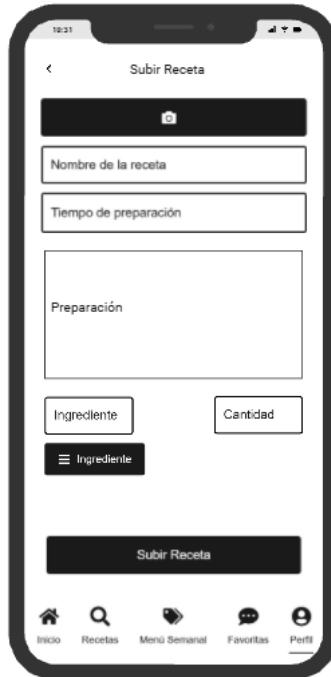 10:31
Subir Receta
Nombre de la receta
Tiempo de preparación
Preparación
Ingrediente Cantidad
Ingrediente
Subir Receta
Inicio Recetas Menú Semanal Favoritas Perfil